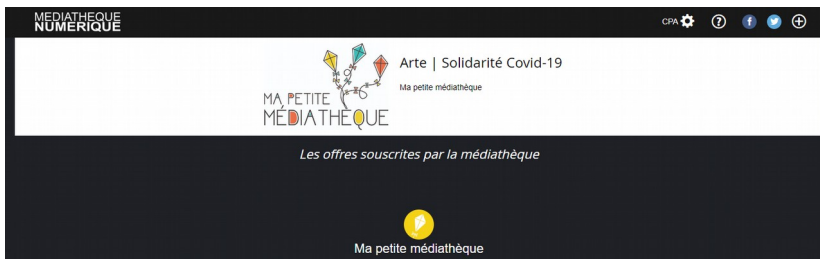 MEDIATHEQUE
NUMERIQUE
CPA
Arte | Solidarité Covid-19
Ma petite médiathèque
MA PETITE
MÉDIATHÈQUE
Les offres souscrites par la médiathèque
Ma petite médiathèque